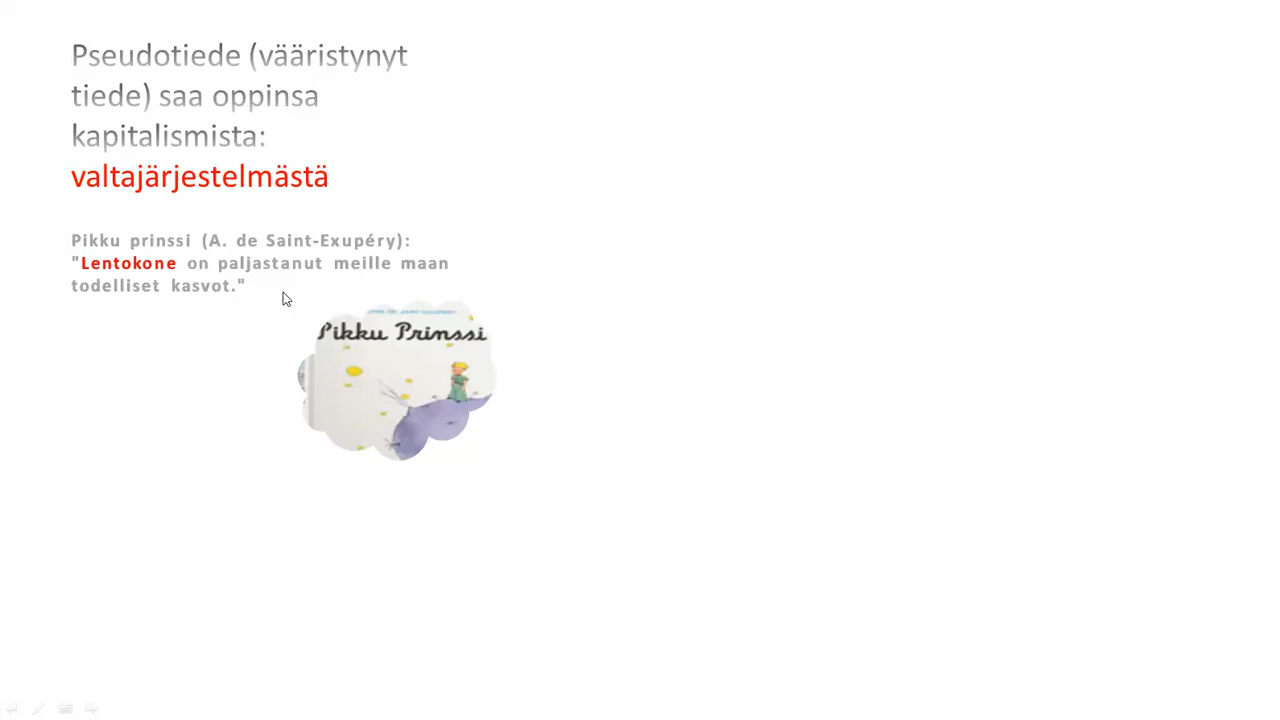 Pseudotiede (vääristynyt
tiede) saa oppinsa
kapitalismista:
valtajärjestelmästä
Pikku prinssi (A. de Saint-Exupéry):
"Lentokone on paljastanut meille maan
todelliset kasvot."
Pikku Prinssi